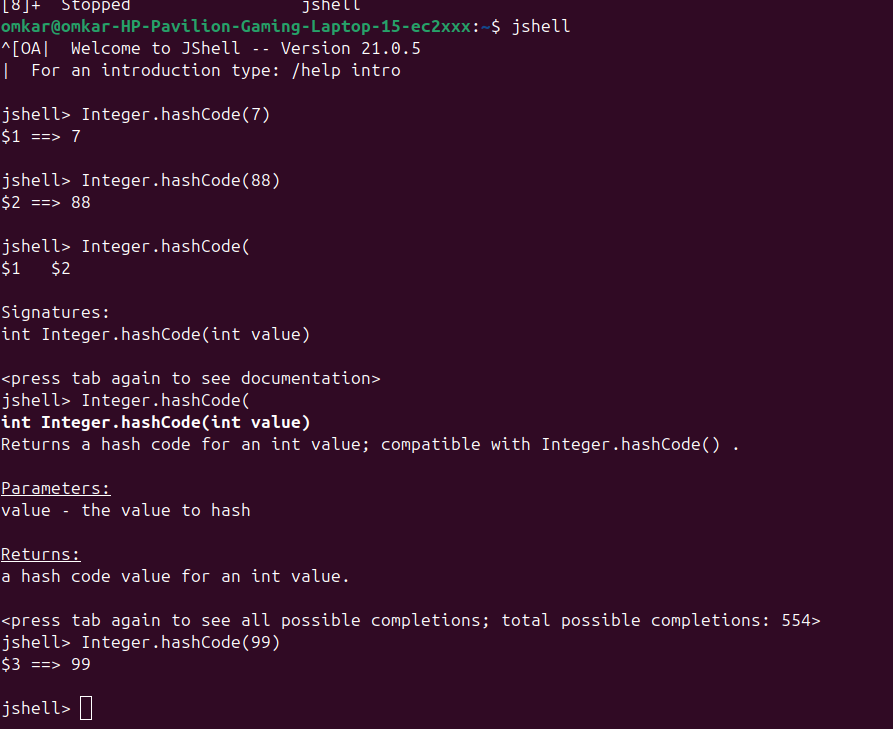 [8]+  Stopped                 jshell
omkar@omkar-HP-Pavilion-Gaming-Laptop-15-ec2xxx:~$ jshell
^[OA|  Welcome to JShell -- Version 21.0.5
|  For an introduction type: /help intro

jshell> Integer.hashCode(7)
$1 ==> 7

jshell> Integer.hashCode(88)
$2 ==> 88

jshell> Integer.hashCode(
$1   $2

Signatures:
int Integer.hashCode(int value)

<press tab again to see documentation>
jshell> Integer.hashCode(
int Integer.hashCode(int value)
Returns a hash code for an int value; compatible with Integer.hashCode() .

Parameters:
value - the value to hash

Returns:
a hash code value for an int value.

<press tab again to see all possible completions; total possible completions: 554>
jshell> Integer.hashCode(99)
$3 ==> 99

jshell>